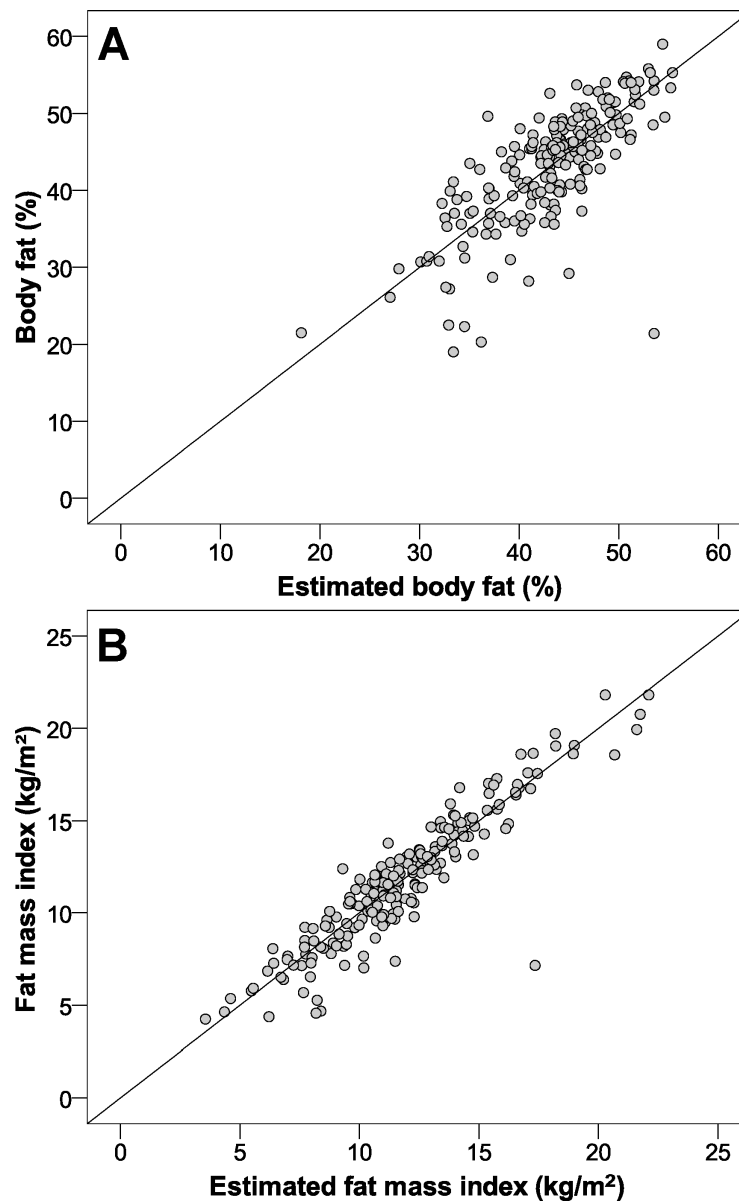 A
60
50
40
30
20
10
0
Body fat (%)
0 10 20 30 40 50 60
Estimated body fat (%)
B
25
20
15
10
5
0
Fat mass index (kg/m²)
0 5 10 15 20 25
Estimated fat mass index (kg/m²)